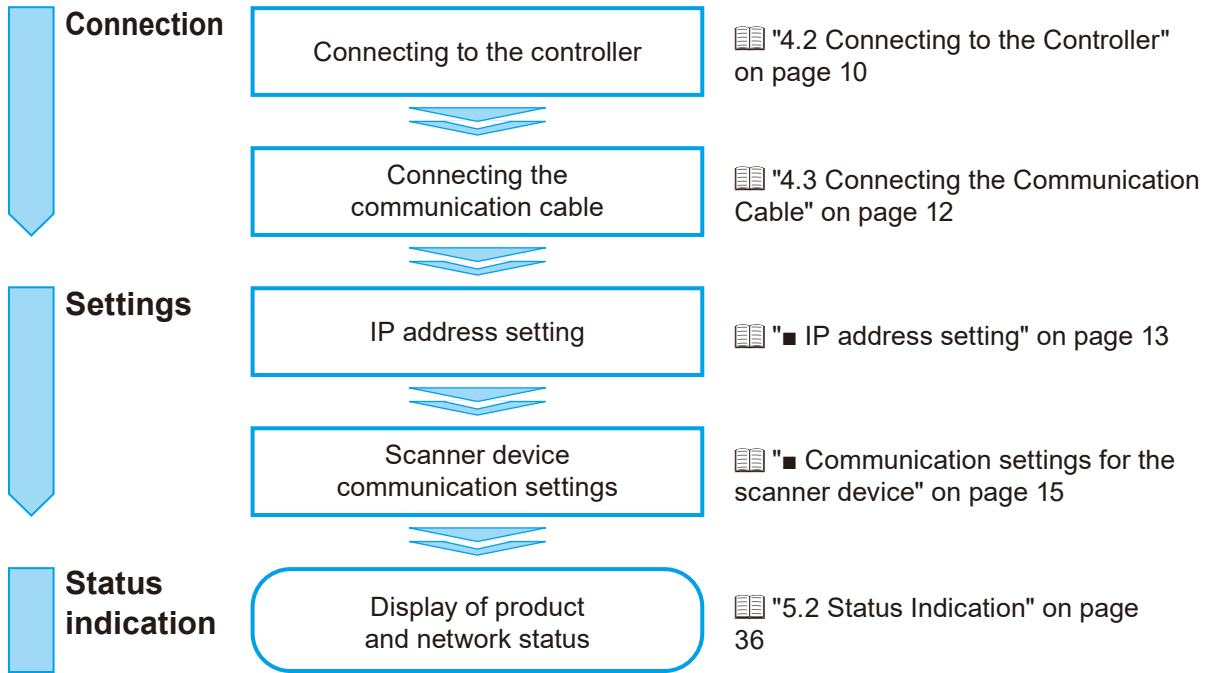 Connection
Connecting to the controller
"4.2 Connecting to the Controller"
on page 10
Connecting the
communication cable
"4.3 Connecting the Communication
Cable" on page 12
Settings
IP address setting
"■ IP address setting" on page 13
Scanner device
communication settings
"■ Communication settings for the
scanner device" on page 15
Status
indication
Display of product
and network status
"5.2 Status Indication" on page
36